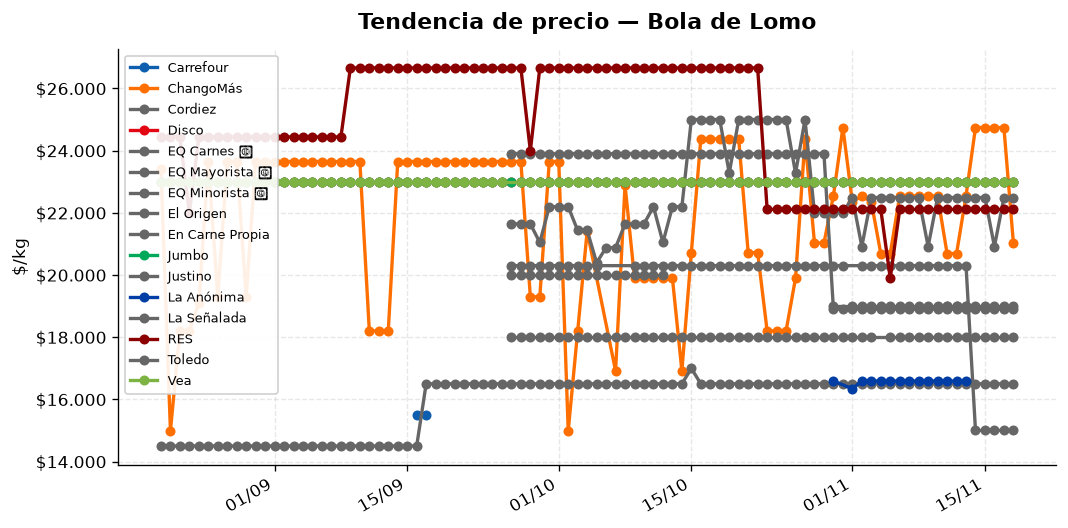 Tendencia de precio — Bola de Lomo
$/kg
$26.000
$24.000
$22.000
$20.000
$18.000
$16.000
$14.000
Carrefour
ChangoMás
Cordiez
Disco
EQ Carnes
EQ Mayorista
EQ Minorista
El Origen
En Carne Propia
Jumbo
Justino
La Anónima
La Señalada
RES
Toledo
Vea
01/09
15/09
01/10
15/10
01/11
15/11